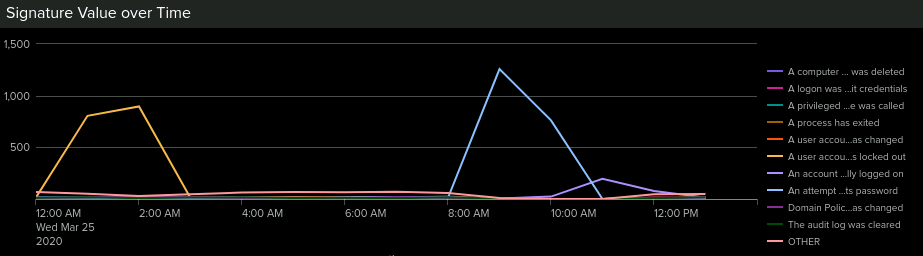 Signature Value over Time
1,500
1,000
500
12:00 AM
Wed Mar 25
2020
2:00 AM
4:00 AM
6:00 AM
8:00 AM
10:00 AM
12:00 PM
A computer ... was deleted
A logon was ...it credentials
A privileged ...e was called
A process has exited
A user accou...as changed
A user accou...s locked out
An account ...lly logged on
An attempt ...ts password
Domain Polic...as changed
The audit log was cleared
OTHER